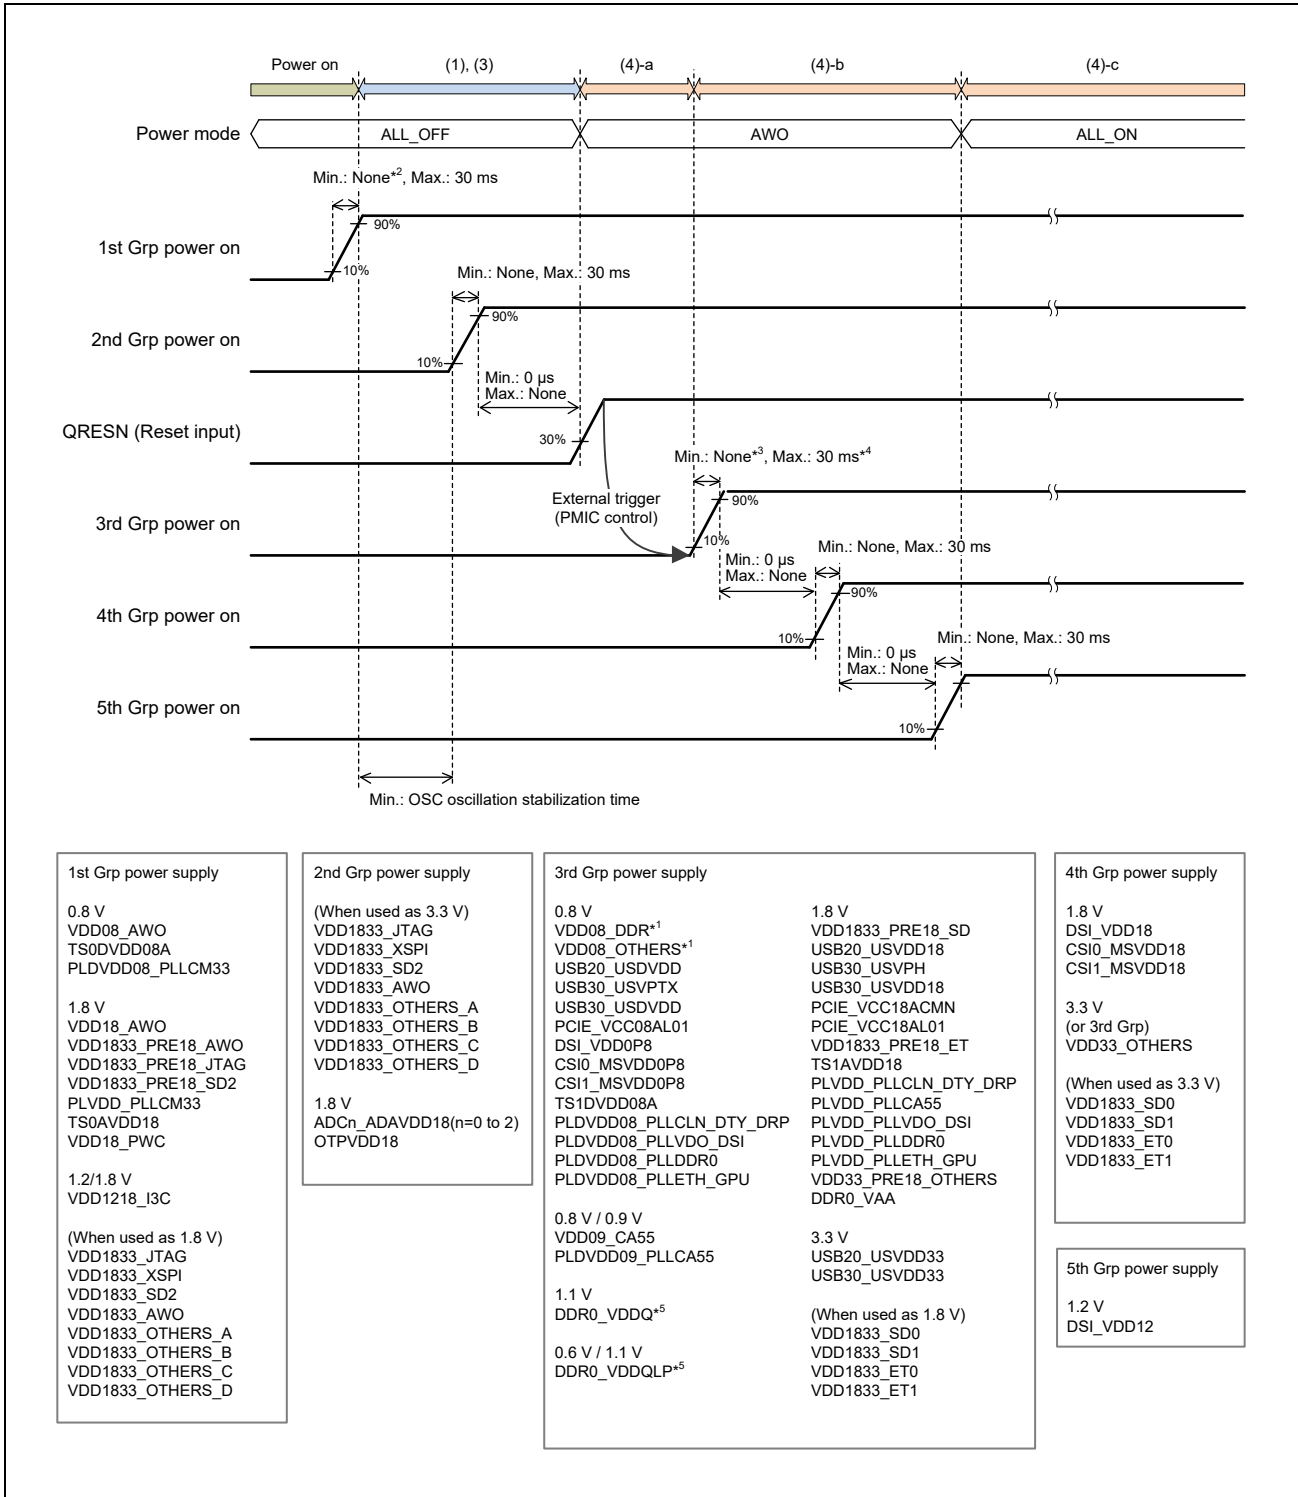 Power on
(1), (3)
(4)-a
(4)-b
(4)-c
Power mode
ALL_OFF
AWO
ALL_ON
Min.: None*2, Max.: 30 ms
1st Grp power on
90%
10%
Min.: None, Max.: 30 ms
2nd Grp power on
90%
10%
Min.: 0 µs
Max.: None
QRESN (Reset input)
30%
Min.: None*3, Max.: 30 ms*4
External trigger
(PMIC control)
3rd Grp power on
90%
10%
Min.: 0 µs
Max.: None
Min.: None, Max.: 30 ms
4th Grp power on
90%
10%
Min.: 0 µs
Max.: None
Min.: None, Max.: 30 ms
5th Grp power on
10%
Min.: OSC oscillation stabilization time
1st Grp power supply
0.8 V
VDD08_AWO
TS0DVDD08A
PLDVDD08_PLLCM33
1.8 V
VDD18_AWO
VDD1833_PRE18_AWO
VDD1833_PRE18_JTAG
VDD1833_PRE18_SD2
PLVDD_PLLCM33
TS0AVDD18
VDD18_PWC
1.2/1.8 V
VDD1218_I3C
(When used as 1.8 V)
VDD1833_JTAG
VDD1833_XSPI
VDD1833_SD2
VDD1833_AWO
VDD1833_OTHERS_A
VDD1833_OTHERS_B
VDD1833_OTHERS_C
VDD1833_OTHERS_D
2nd Grp power supply
(When used as 3.3 V)
VDD1833_JTAG
VDD1833_XSPI
VDD1833_SD2
VDD1833_AWO
VDD1833_OTHERS_A
VDD1833_OTHERS_B
VDD1833_OTHERS_C
VDD1833_OTHERS_D
1.8 V
ADCn_ADAVDD18(n=0 to 2)
OTPVDD18
3rd Grp power supply
0.8 V
VDD08_DDR*1
VDD08_OTHERS*1
USB20_USDVDD
USB30_USVPTX
USB30_USDVDD
PCIE_VCC08AL01
DSI_VDD0P8
CSI0_MSVDD0P8
CSI1_MSVDD0P8
TS1DVDD08A
PLDVDD08_PLLCLN_DTY_DRP
PLDVDD08_PLLVDO_DSI
PLDVDD08_PLLDDR0
PLDVDD08_PLLETH_GPU
0.8 V / 0.9 V
VDD09_CA55
PLDVDD09_PLLCA55
1.1 V
DDR0_VDDQ*5
0.6 V / 1.1 V
DDR0_VDDQLP*5
1.8 V
VDD1833_PRE18_SD
USB20_USVDD18
USB30_USVPH
USB30_USVDD18
PCIE_VCC18ACMN
PCIE_VCC18AL01
VDD1833_PRE18_ET
TS1AVDD18
PLVDD_PLLCLN_DTY_DRP
PLVDD_PLLCA55
PLVDD_PLLVDO_DSI
PLVDD_PLLDDR0
PLVDD_PLLETH_GPU
VDD33_PRE18_OTHERS
DDR0_VAA
3.3 V
USB20_USVDD33
USB30_USVDD33
(When used as 1.8 V)
VDD1833_SD0
VDD1833_SD1
VDD1833_ET0
VDD1833_ET1
4th Grp power supply
1.8 V
DSI_VDD18
CSI0_MSVDD18
CSI1_MSVDD18
3.3 V
(or 3rd Grp)
VDD33_OTHERS
(When used as 3.3 V)
VDD1833_SD0
VDD1833_SD1
VDD1833_ET0
VDD1833_ET1
5th Grp power supply
1.2 V
DSI_VDD12